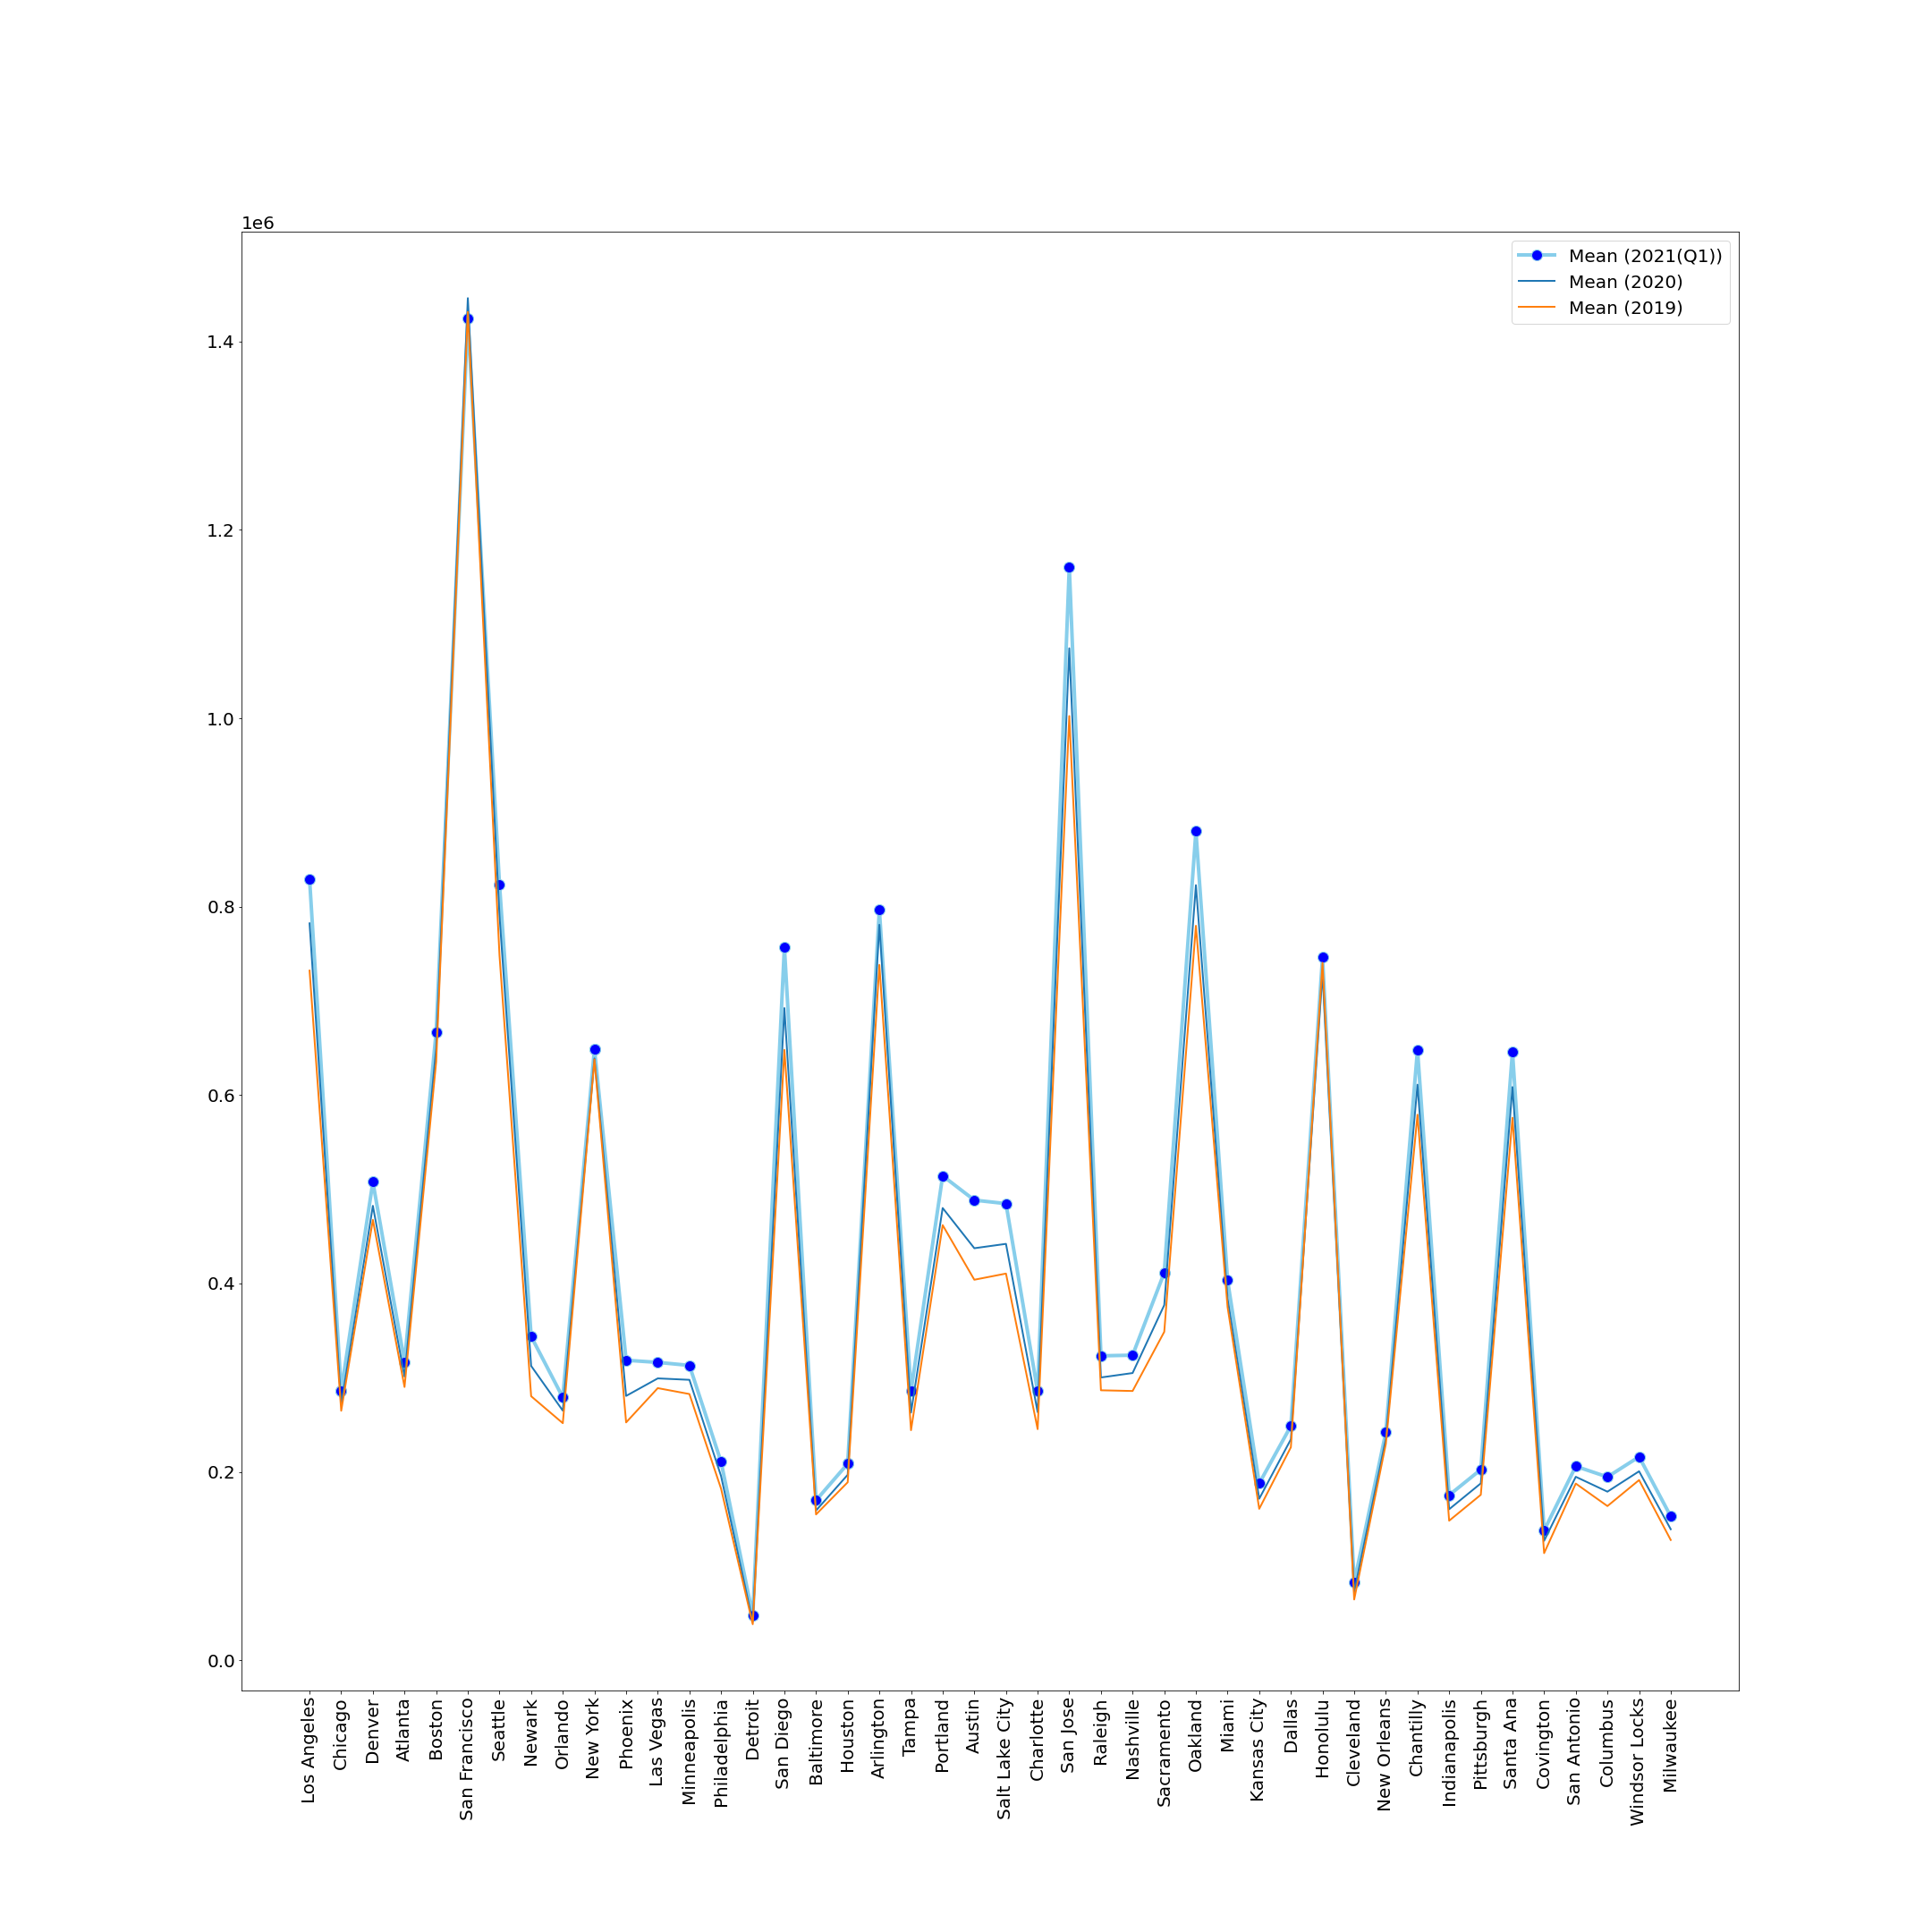 1e6
Mean (2021(Q1))
Mean (2020)
Mean (2019)
1.4
1.2
1.0
0.8
0.6
0.4
0.2
0.0
Los Angeles
Chicago
Denver
Atlanta
Boston
San Francisco
Seattle
Newark
Orlando
New York
Phoenix
Las Vegas
Minneapolis
Philadelphia
Detroit
San Diego
Baltimore
Houston
Arlington
Tampa
Portland
Austin
Salt Lake City
Charlotte
San Jose
Raleigh
Nashville
Sacramento
Oakland
Miami
Kansas City
Dallas
Honolulu
Cleveland
New Orleans
Chantilly
Indianapolis
Pittsburgh
Santa Ana
Covington
San Antonio
Columbus
Windsor Locks
Milwaukee